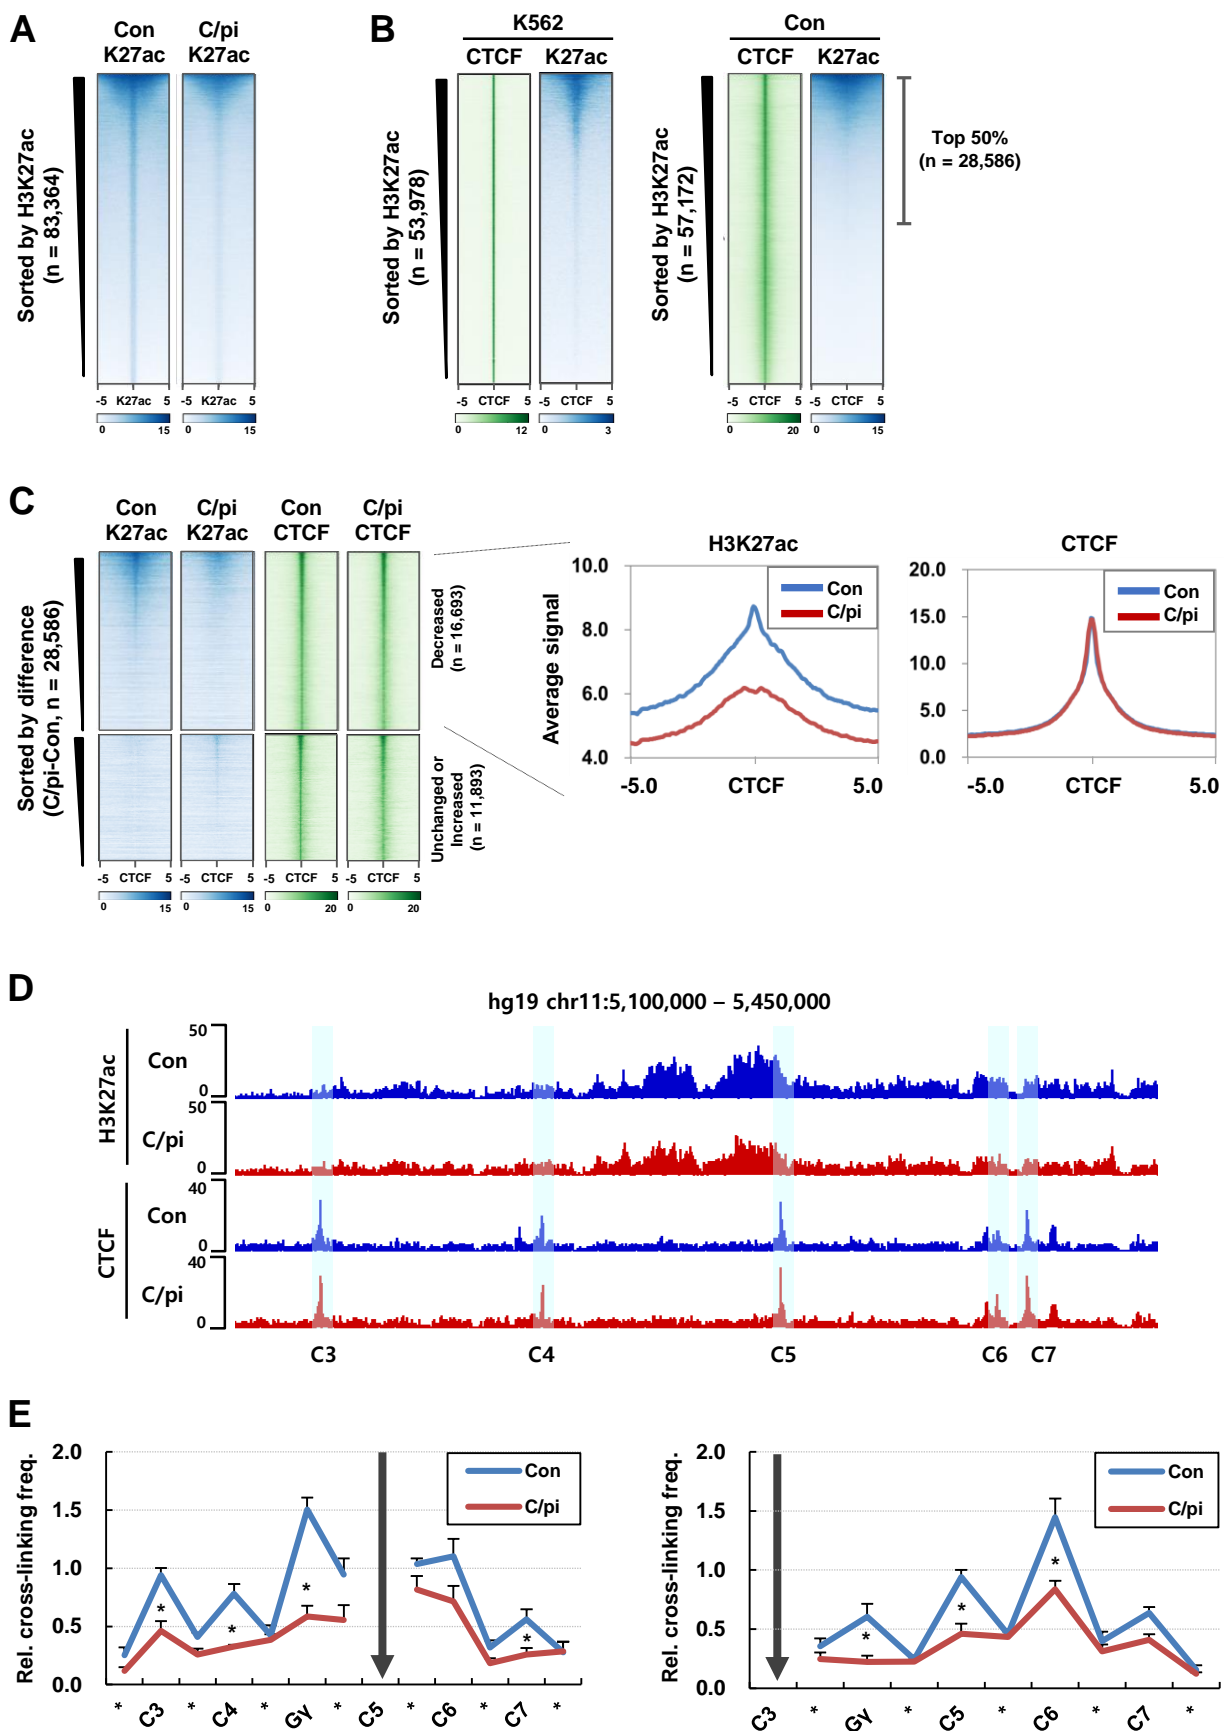 A
Con
K27ac
C/pi
K27ac
Sorted by H3K27ac
(n = 83,364)
-5 K27ac 5
-5 K27ac 5
0 15
0 15
B
K562
CTCF K27ac
Sorted by H3K27ac
(n = 53,978)
-5 CTCF 5
-5 CTCF 5
0 12
0 3
Con
CTCF K27ac
Sorted by H3K27ac
(n = 57,172)
Top 50%
(n = 28,586)
-5 CTCF 5
-5 CTCF 5
0 20
0 15
C
Con
K27ac
C/pi
K27ac
Con
CTCF
C/pi
CTCF
Sorted by difference
(C/pi-Con, n = 28,586)
Decreased
(n = 16,693)
Unchanged or
Increased
(n = 11,893)
-5 CTCF 5
-5 CTCF 5
-5 CTCF 5
-5 CTCF 5
0 15
0 15
0 20
0 20
H3K27ac
Average signal
10.0
8.0
6.0
4.0
Con
C/pi
-5.0 CTCF 5.0
CTCF
20.0
15.0
10.0
5.0
0.0
Con
C/pi
-5.0 CTCF 5.0
D
hg19 chr11:5,100,000 – 5,450,000
H3K27ac
Con
50
0
C/pi
50
0
CTCF
Con
40
0
C/pi
40
0
C3 C4 C5 C6 C7
E
Rel. cross-linking freq.
2.0
1.5
1.0
0.5
0.0
Con
C/pi
* * * *
* C3 * C4 * Gγ * C5 * C6 * C7 *
Rel. cross-linking freq.
2.0
1.5
1.0
0.5
0.0
Con
C/pi
* * *
C3 * Gγ * C5 * C6 * C7 *